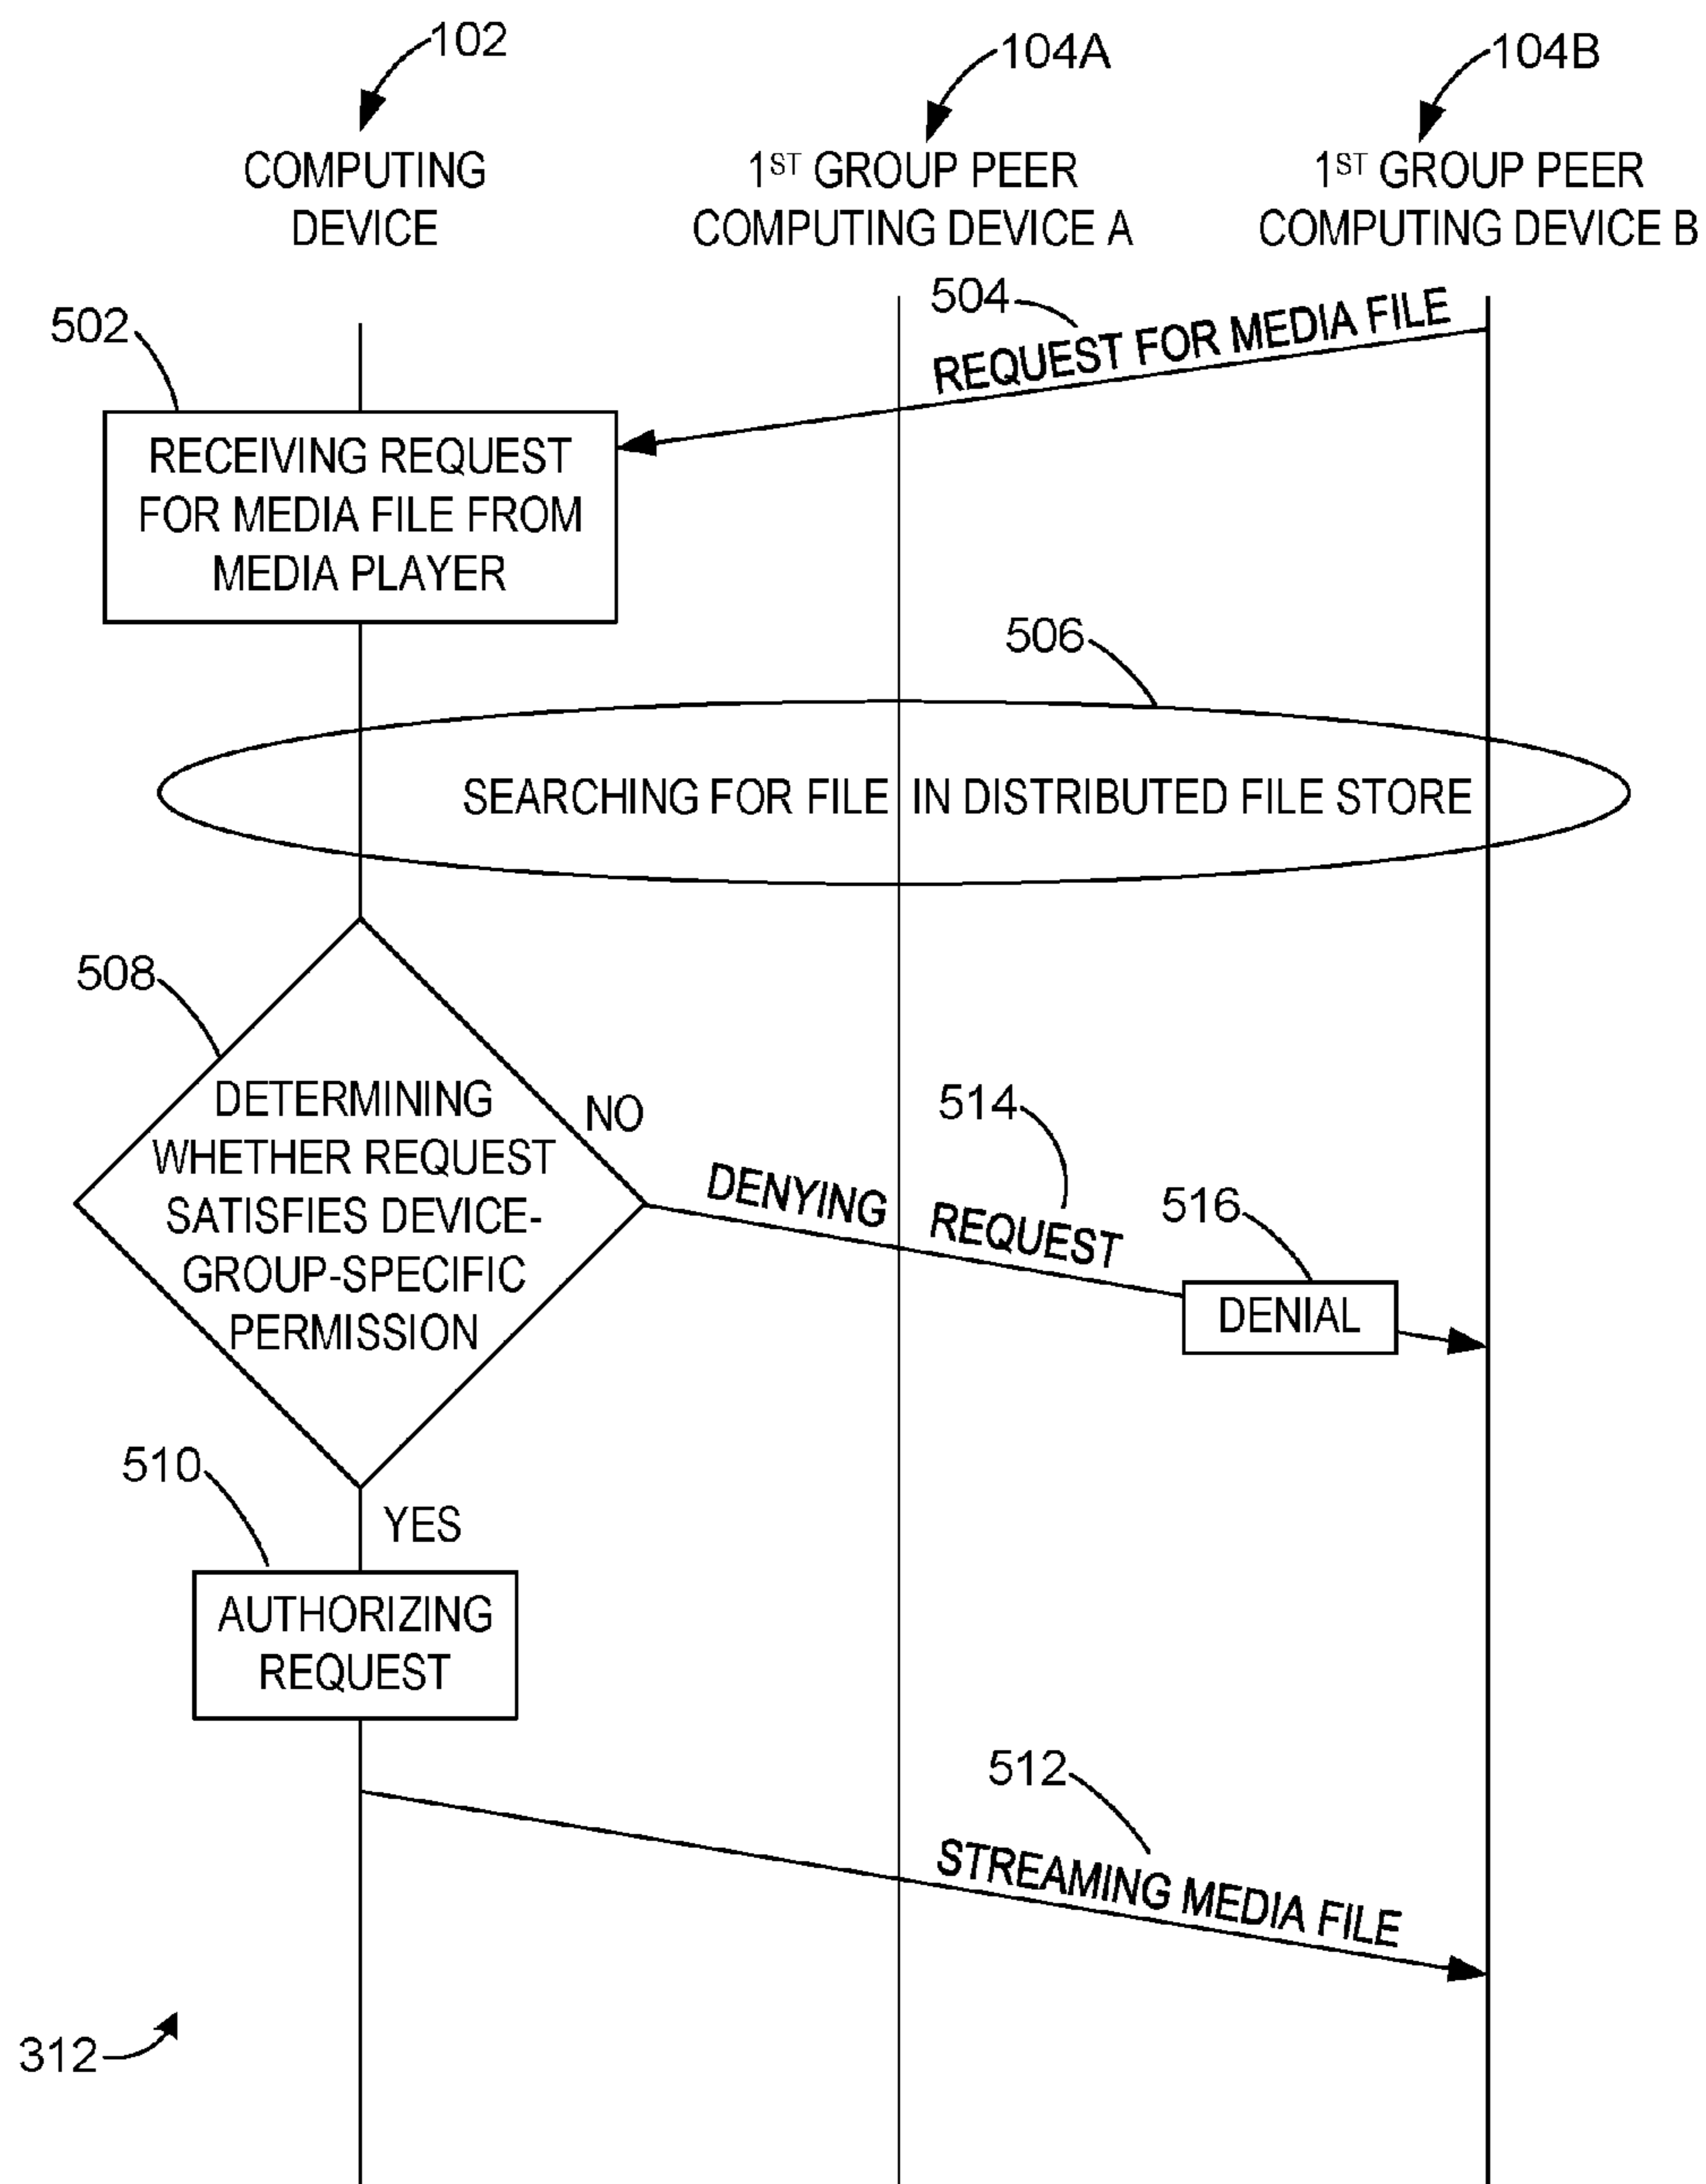 102
104A
104B
COMPUTING
DEVICE
1ST GROUP PEER
COMPUTING DEVICE A
1ST GROUP PEER
COMPUTING DEVICE B
504
REQUEST FOR MEDIA FILE
502
RECEIVING REQUEST
FOR MEDIA FILE FROM
MEDIA PLAYER
506
SEARCHING FOR FILE IN DISTRIBUTED FILE STORE
508
DETERMINING
WHETHER REQUEST
SATISFIES DEVICE-
GROUP-SPECIFIC
PERMISSION
NO
514
DENYING REQUEST
516
DENIAL
510
YES
AUTHORIZING
REQUEST
512
STREAMING MEDIA FILE
312